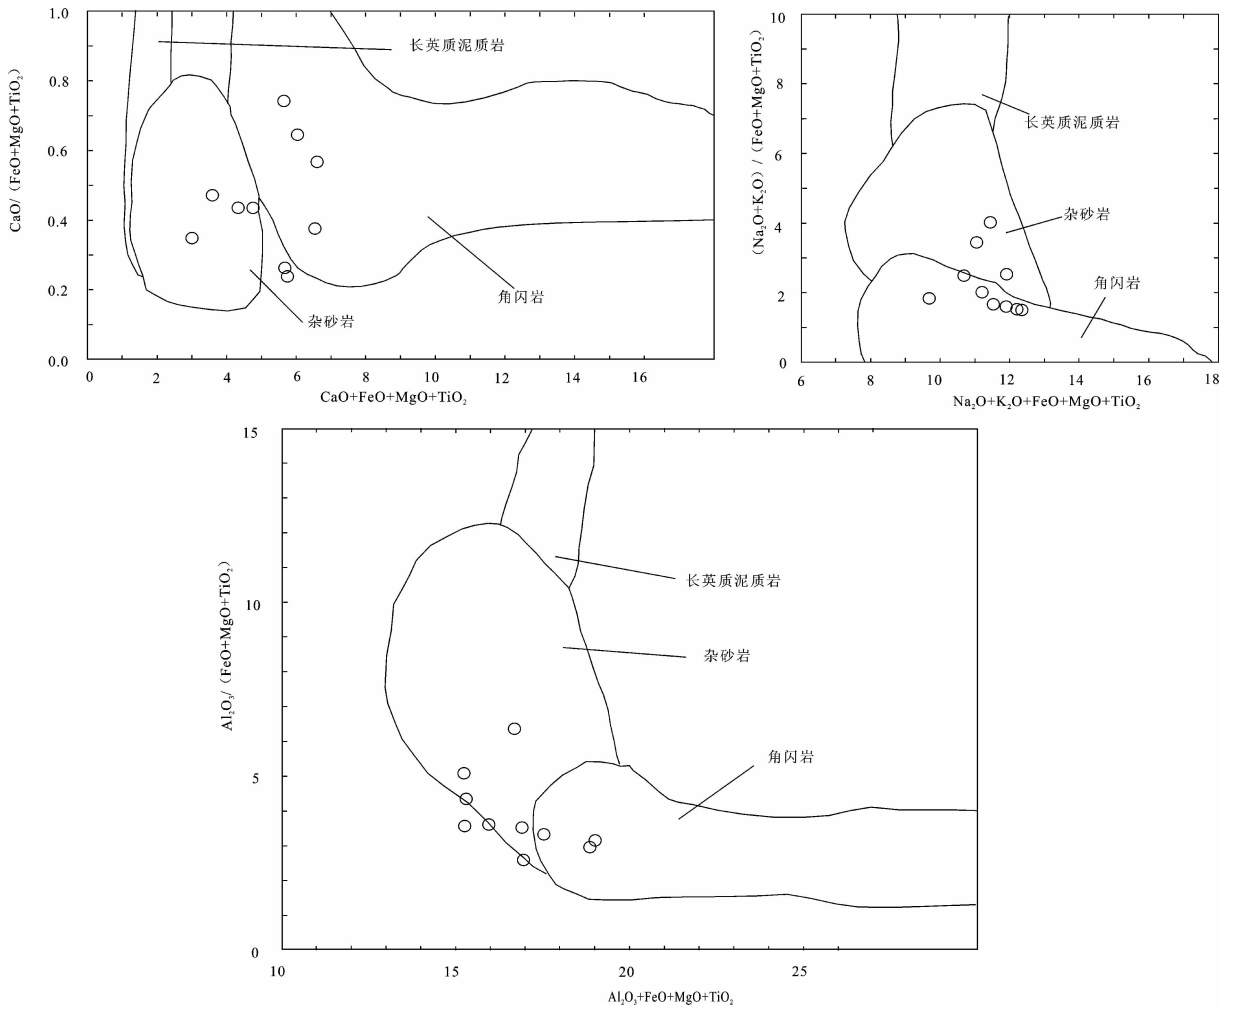 1.0
0.8
0.6
0.4
0.2
0.0
CaO/（FeO+MgO+TiO₂）
长英质泥质岩
角闪岩
杂砂岩
0 2 4 6 8 10 12 14 16
CaO+FeO+MgO+TiO₂
10
8
6
4
2
0
（Na₂O+K₂O）/（FeO+MgO+TiO₂）
长英质泥质岩
杂砂岩
角闪岩
6 8 10 12 14 16 18
Na₂O+K₂O+FeO+MgO+TiO₂
15
10
5
0
Al₂O₃/（FeO+MgO+TiO₂）
长英质泥质岩
杂砂岩
角闪岩
10 15 20 25
Al₂O₃+FeO+MgO+TiO₂